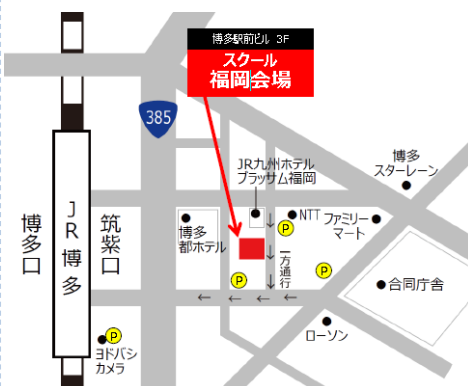 博多駅前ビル 3F
スクール
福岡会場
385
JR九州ホテル
ブラッサム福岡
博多
スターレーン
博多口
JR博多
筑紫口
博多
都ホテル
NTT
ファミリー
マート
P
一方通行
P
P
合同庁舎
ローソン
P
ヨドバシ
カメラ